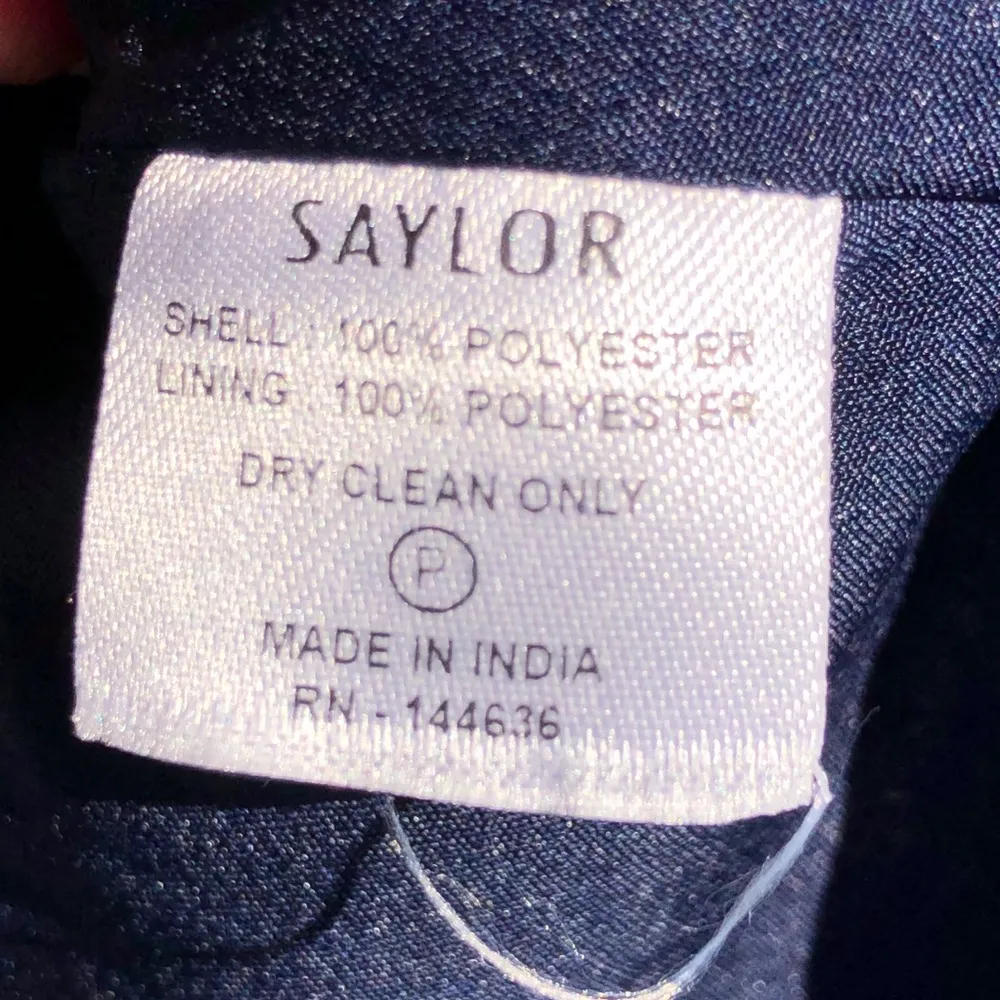 SAYLOR
SHELL : 100% POLYESTER
LINING : 100% POLYESTER
DRY CLEAN ONLY
P
MADE IN INDIA
RN - 144636